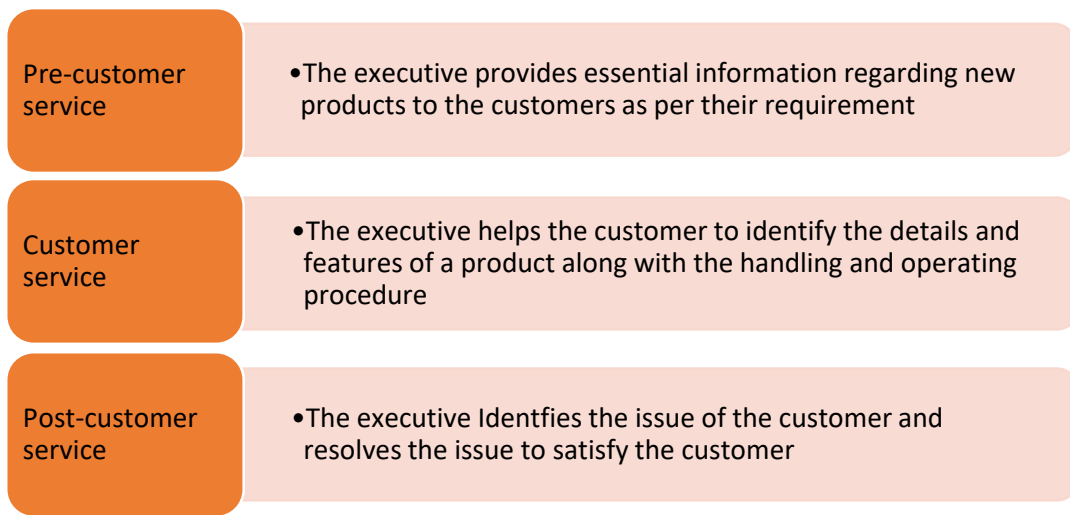 Pre-customer
service
•The executive provides essential information regarding new
products to the customers as per their requirement
Customer
service
•The executive helps the customer to identify the details and
features of a product along with the handling and operating
procedure
Post-customer
service
•The executive Identfies the issue of the customer and
resolves the issue to satisfy the customer